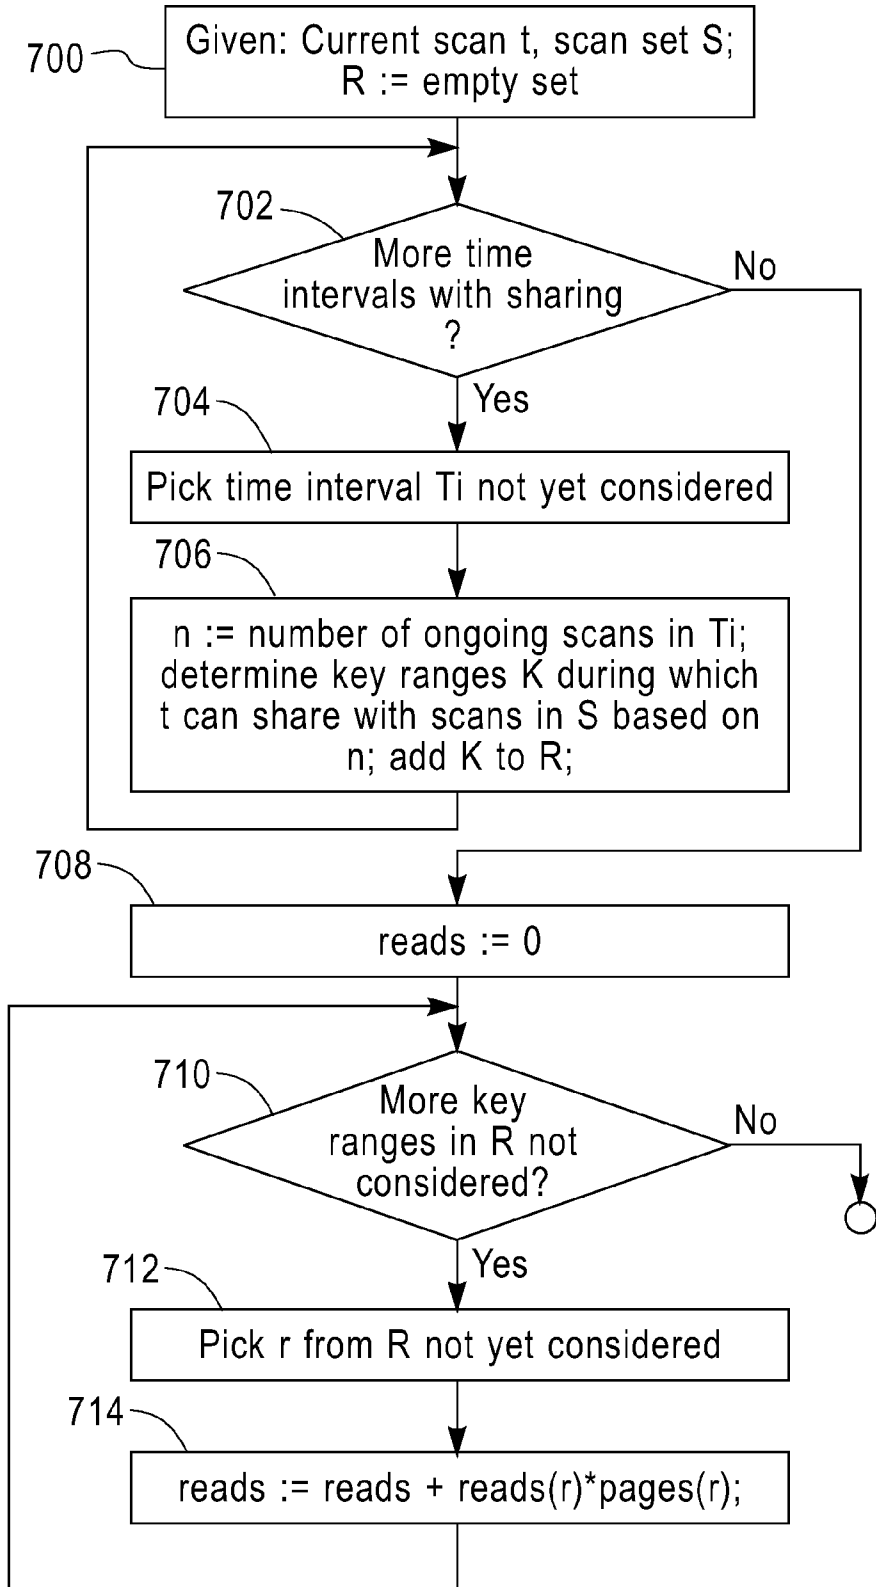 700
Given: Current scan t, scan set S;
R := empty set
702
More time
intervals with sharing
?
No
Yes
704
Pick time interval Ti not yet considered
706
n := number of ongoing scans in Ti;
determine key ranges K during which
t can share with scans in S based on
n; add K to R;
708
reads := 0
710
More key
ranges in R not
considered?
No
Yes
712
Pick r from R not yet considered
714
reads := reads + reads(r)*pages(r);